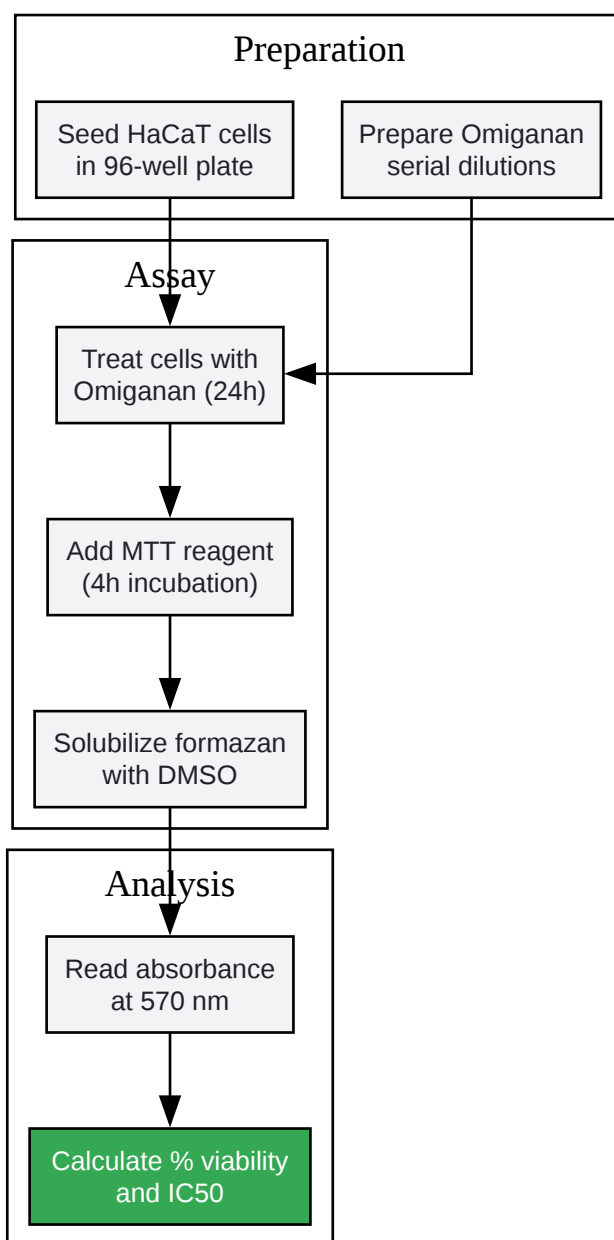 Preparation
Seed HaCaT cells
in 96-well plate
Prepare Omiganan
serial dilutions
Assay
Treat cells with
Omiganan (24h)
Add MTT reagent
(4h incubation)
Solubilize formazan
with DMSO
Analysis
Read absorbance
at 570 nm
Calculate % viability
and IC50